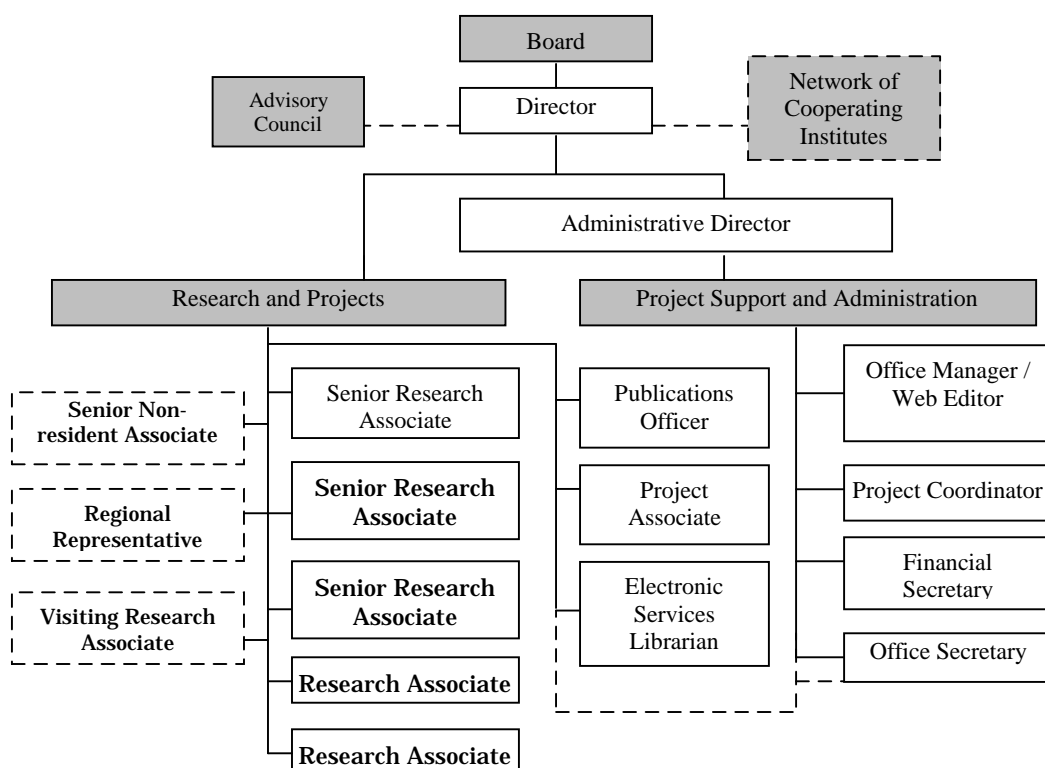 Board
Advisory
Council
Director
Network of
Cooperating
Institutes
Administrative Director
Research and Projects
Project Support and Administration
Senior Non-
resident Associate
Regional
Representative
Visiting Research
Associate
Senior Research
Associate
Senior Research
Associate
Senior Research
Associate
Research Associate
Research Associate
Publications
Officer
Project
Associate
Electronic
Services
Librarian
Office Manager /
Web Editor
Project Coordinator
Financial
Secretary
Office Secretary